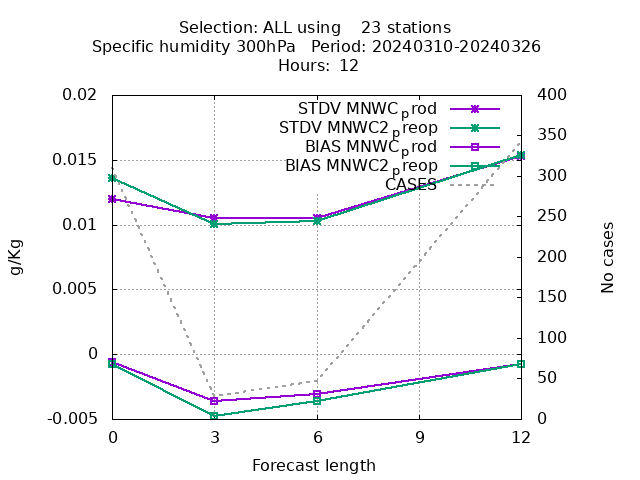 Selection: ALL using    23 stations
Specific humidity 300hPa   Period: 20240310-20240326
Hours: 12
STDV MNWC_prod
STDV MNWC2_preop
BIAS MNWC_prod
BIAS MNWC2_preop
CASES
0.02
0.015
0.01
0.005
0
-0.005
g/Kg
400
350
300
250
200
150
100
50
0
No cases
0 3 6 9 12
Forecast length